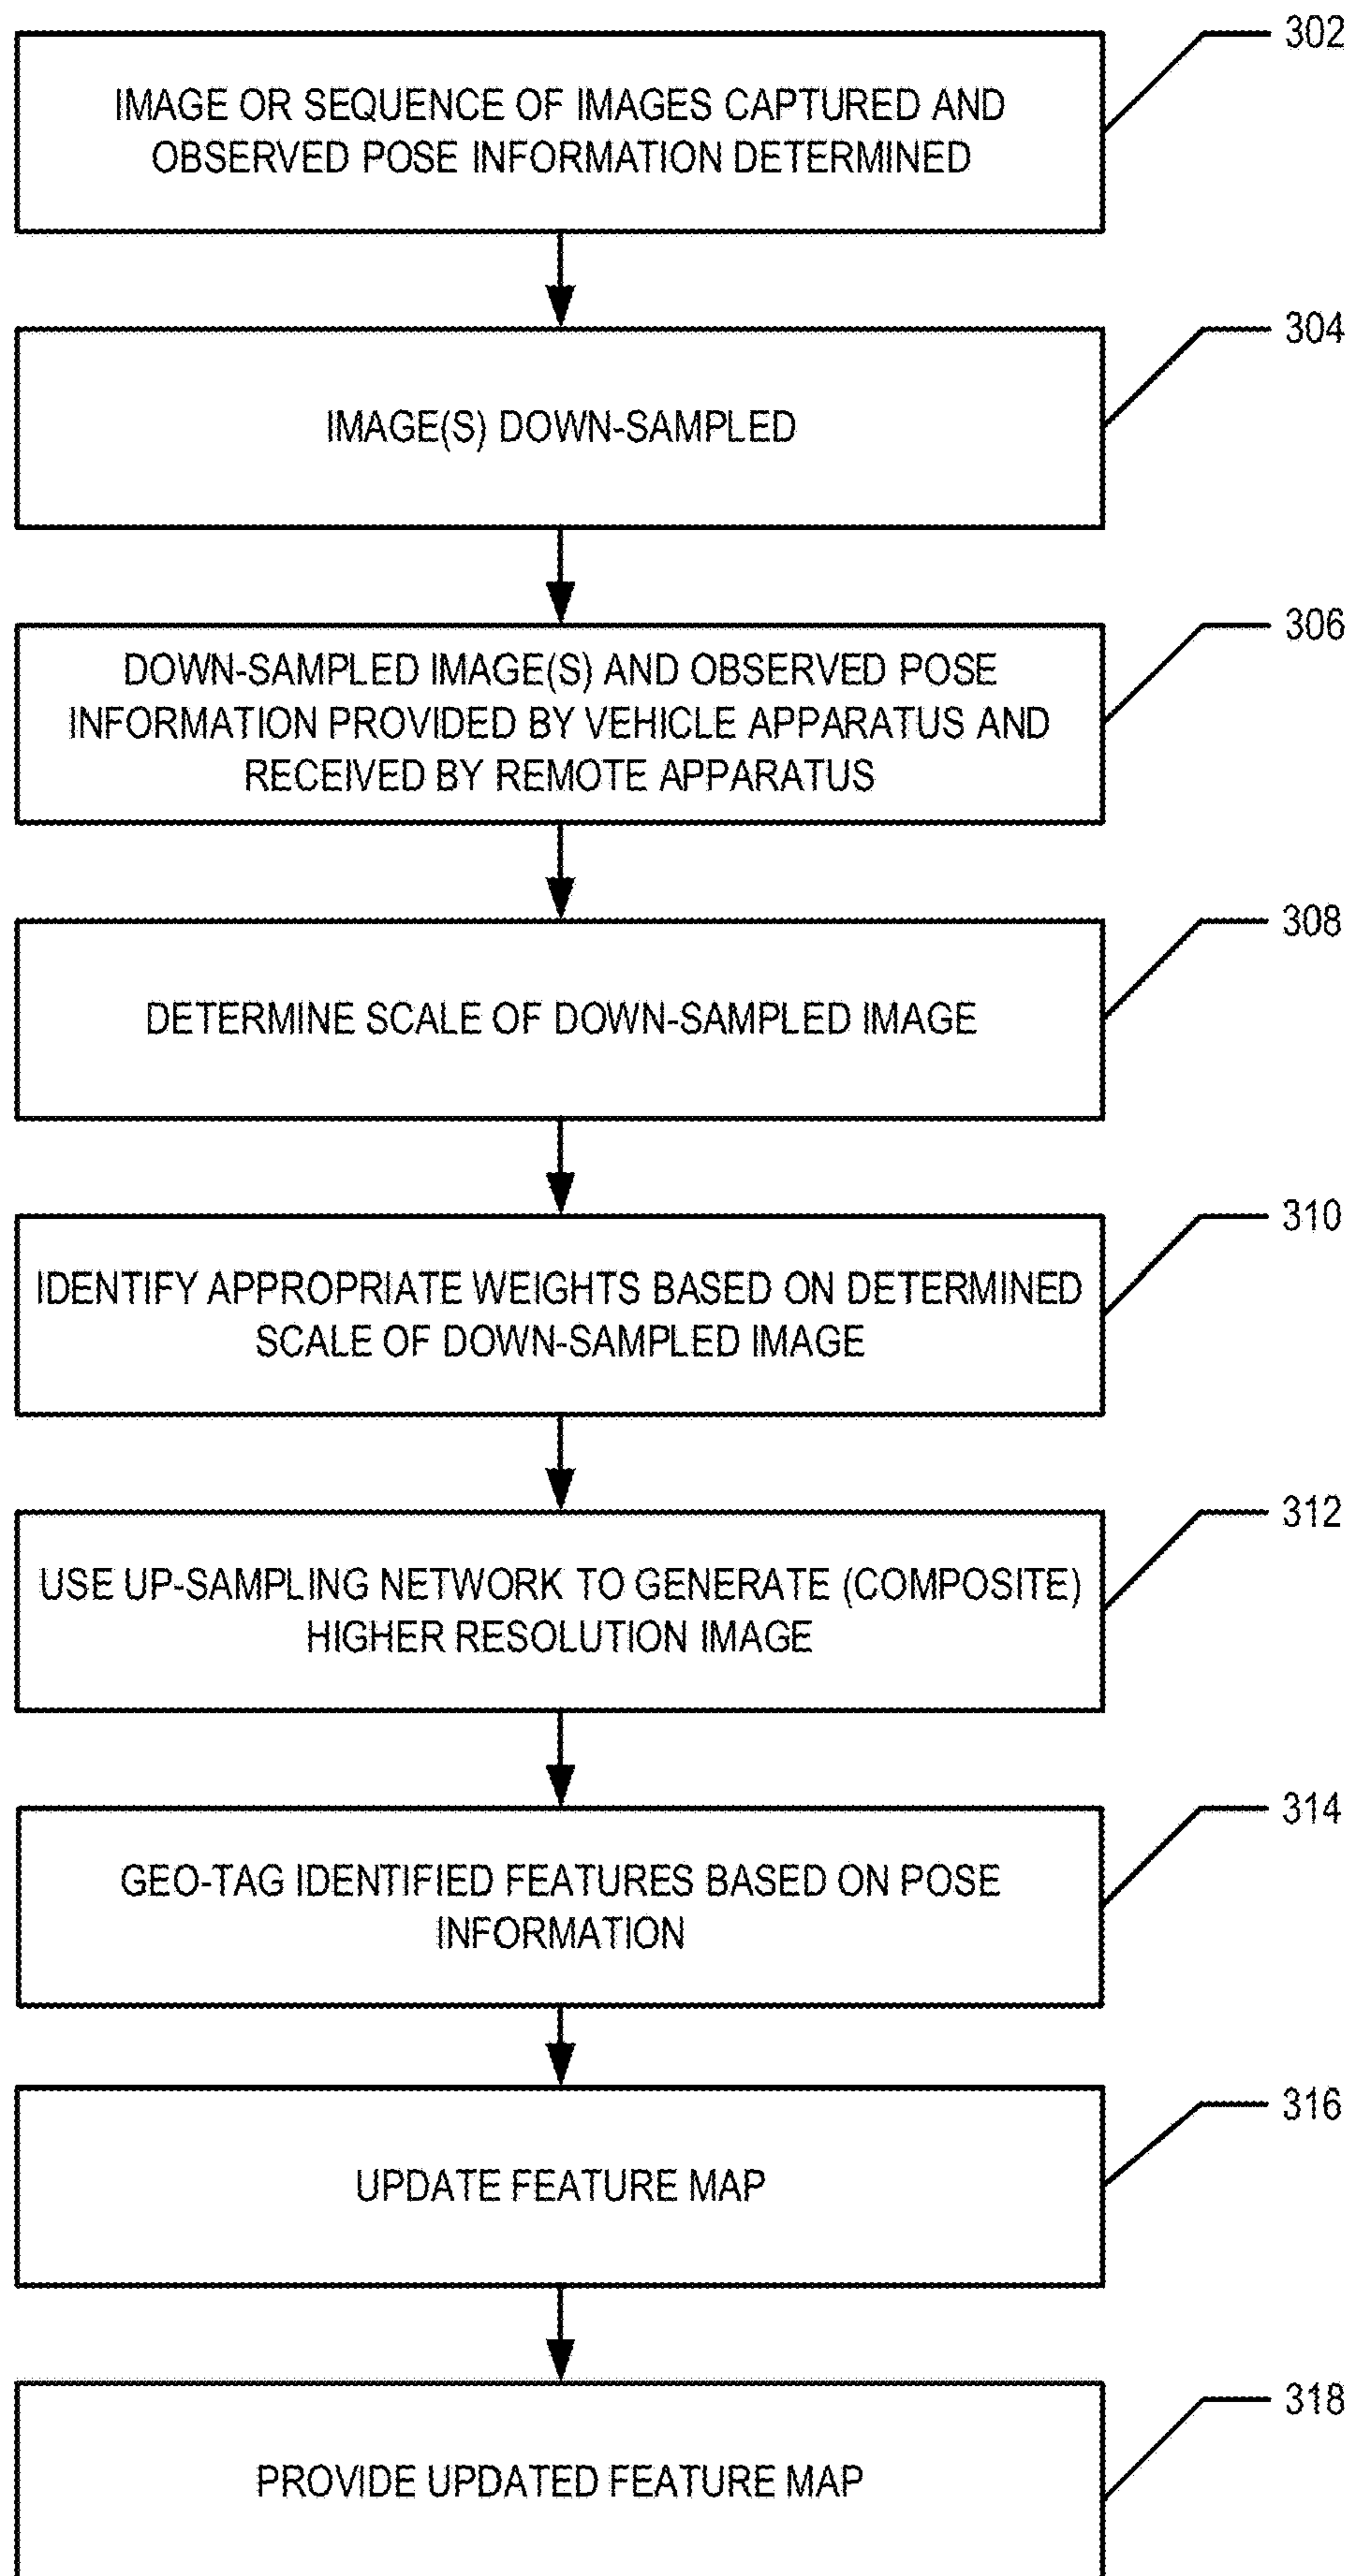 302
IMAGE OR SEQUENCE OF IMAGES CAPTURED AND
OBSERVED POSE INFORMATION DETERMINED
304
IMAGE(S) DOWN-SAMPLED
306
DOWN-SAMPLED IMAGE(S) AND OBSERVED POSE
INFORMATION PROVIDED BY VEHICLE APPARATUS AND
RECEIVED BY REMOTE APPARATUS
308
DETERMINE SCALE OF DOWN-SAMPLED IMAGE
310
IDENTIFY APPROPRIATE WEIGHTS BASED ON DETERMINED
SCALE OF DOWN-SAMPLED IMAGE
312
USE UP-SAMPLING NETWORK TO GENERATE (COMPOSITE)
HIGHER RESOLUTION IMAGE
314
GEO-TAG IDENTIFIED FEATURES BASED ON POSE
INFORMATION
316
UPDATE FEATURE MAP
318
PROVIDE UPDATED FEATURE MAP